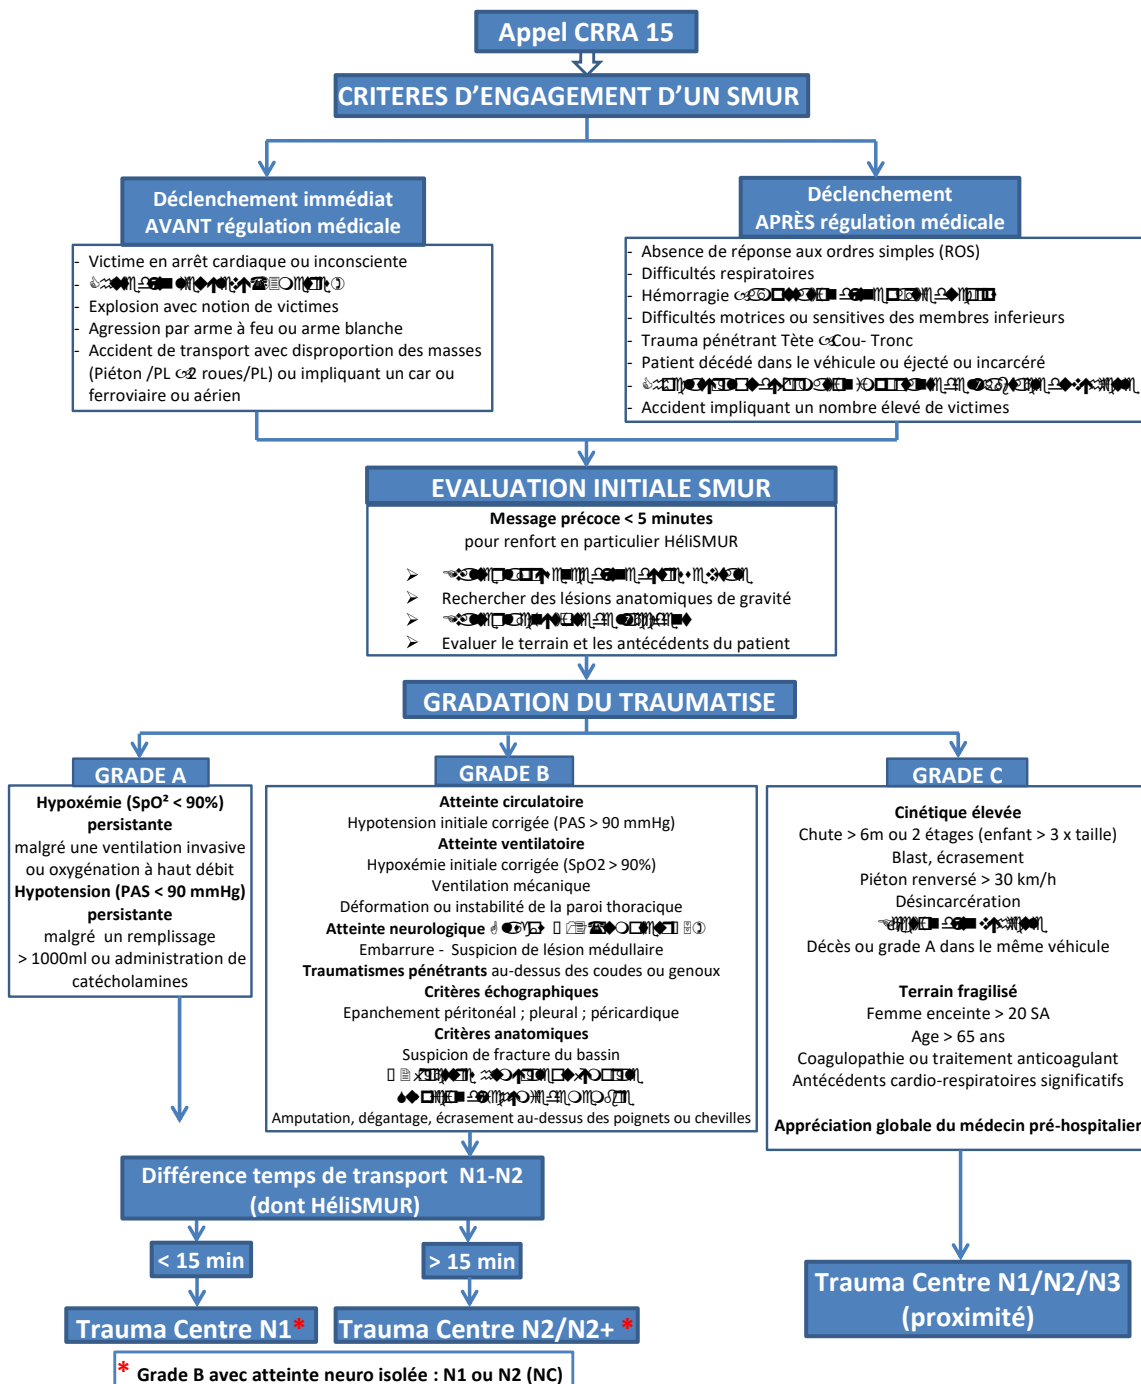 Appel CRRA 15
CRITERES D'ENGAGEMENT D'UN SMUR
Déclenchement immédiat
AVANT régulation médicale
- Victime en arrêt cardiaque ou inconsciente
-
- Explosion avec notion de victimes
- Agression par arme à feu ou arme blanche
- Accident de transport avec disproportion des masses
(Piéton /PL 2 roues/PL) ou impliquant un car ou
ferroviaire ou aérien
Déclenchement
APRÈS régulation médicale
- Absence de réponse aux ordres simples (ROS)
- Difficultés respiratoires
- Hémorragie
- Difficultés motrices ou sensitives des membres inferieurs
- Trauma pénétrant Tète Cou- Tronc
- Patient décédé dans le véhicule ou éjecté ou incarcéré
-
- Accident impliquant un nombre élevé de victimes
EVALUATION INITIALE SMUR
Message précoce < 5 minutes
pour renfort en particulier HéliSMUR
➢
➢ Rechercher des lésions anatomiques de gravité
➢
➢ Evaluer le terrain et les antécédents du patient
GRADATION DU TRAUMATISE
GRADE A
Hypoxémie (SpO² < 90%)
persistante
malgré une ventilation invasive
ou oxygénation à haut débit
Hypotension (PAS < 90 mmHg)
persistante
malgré un remplissage
> 1000ml ou administration de
catécholamines
GRADE B
Atteinte circulatoire
Hypotension initiale corrigée (PAS > 90 mmHg)
Atteinte ventilatoire
Hypoxémie initiale corrigée (SpO2 > 90%)
Ventilation mécanique
Déformation ou instabilité de la paroi thoracique
Atteinte neurologique
Embarrure - Suspicion de lésion médullaire
Traumatismes pénétrants au-dessus des coudes ou genoux
Critères échographiques
Epanchement péritonéal ; pleural ; péricardique
Critères anatomiques
Suspicion de fracture du bassin
Amputation, dégantage, écrasement au-dessus des poignets ou chevilles
GRADE C
Cinétique élevée
Chute > 6m ou 2 étages (enfant > 3 x taille)
Blast, écrasement
Piéton renversé > 30 km/h
Désincarcération
Décès ou grade A dans le même véhicule
Terrain fragilisé
Femme enceinte > 20 SA
Age > 65 ans
Coagulopathie ou traitement anticoagulant
Antécédents cardio-respiratoires significatifs
Appréciation globale du médecin pré-hospitalier
Différence temps de transport N1-N2
(dont HéliSMUR)
< 15 min
> 15 min
Trauma Centre N1*
Trauma Centre N2/N2+ *
Trauma Centre N1/N2/N3
(proximité)
* Grade B avec atteinte neuro isolée : N1 ou N2 (NC)